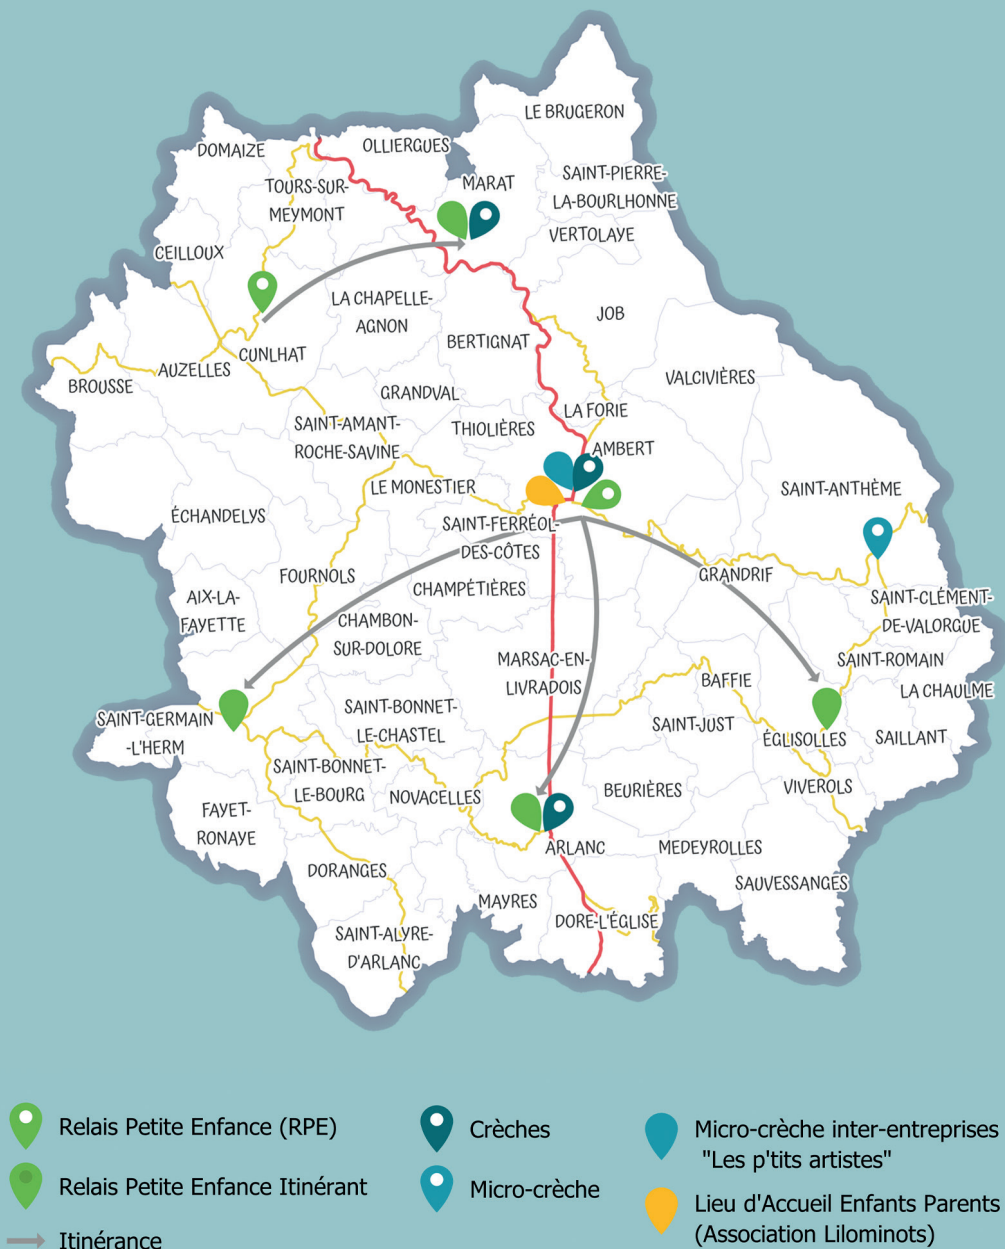 LE BRUGERON
DOMAIZE
OLLIERGUES
TOURS-SUR-
MEYMONT
MARAT
SAINT-PIERRE-
LA-BOURLHONNE
VERTOLAYE
CEILLOUX
LA CHAPELLE-
AGNON
JOB
BERTIGNAT
CUNLHAT
AUZELLES
BROUSSE
VALCIVIÈRES
GRANDVAL
LA FORIE
SAINT-AMANT-
ROCHE-SAVINE
THIOLIÈRES
AMBERT
LE MONESTIER
SAINT-ANTHÈME
ÉCHANDELYS
SAINT-FERRÉOL-
DES-CÔTES
FOURNOLS
CHAMPÉTIÈRES
GRANDRIF
AIX-LA-
FAYETTE
SAINT-CLÉMENT-
DE-VALORGUE
CHAMBON-
SUR-DOLORE
MARSAC-EN-
LIVRADOIS
SAINT-ROMAIN
BAFFIE
LA CHAULME
SAINT-GERMAIN
-L'HERM
SAINT-BONNET-
LE-CHASTEL
SAINT-JUST
ÉGLISOLLES
SAILLANT
SAINT-BONNET-
LE-BOURG
NOVACELLES
BEURIÈRES
VIVEROLS
FAYET-
RONAYE
ARLANC
MEDEYROLLES
DORANGES
SAUVESSANGES
MAYRES
DORE-L'ÉGLISE
SAINT-ALYRE-
D'ARLANC
Relais Petite Enfance (RPE)
Relais Petite Enfance Itinérant
Itinérance
Crèches
Micro-crèche
Micro-crèche inter-entreprises
"Les p'tits artistes"
Lieu d'Accueil Enfants Parents
(Association Lilominots)